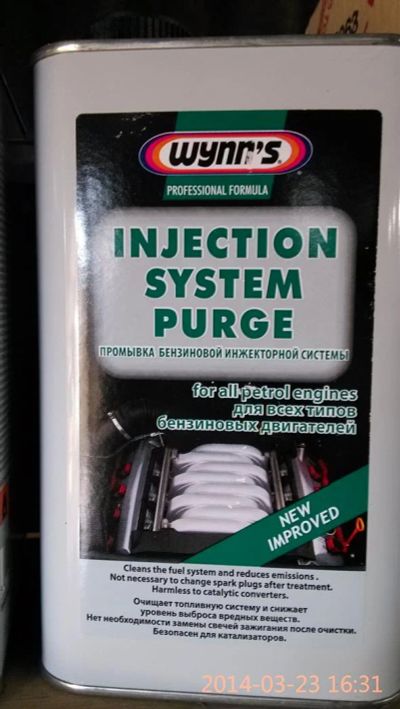 WYNN'S
PROFESSIONAL FORMULA
INJECTION
SYSTEM
PURGE
ПРОМЫВКА БЕНЗИНОВОЙ ИНЖЕКТОРНОЙ СИСТЕМЫ
for all petrol engines
для всех типов
бензиновых двигателей
NEW
IMPROVED
Cleans the fuel system and reduces emissions .
Not necessary to change spark plugs after treatment.
Harmless to catalytic converters.
Очищает топливную систему и снижает
уровень выброса вредных веществ.
Нет необходимости замены свечей зажигания после очистки.
Безопасен для катализаторов.
2014-03-23 16:31